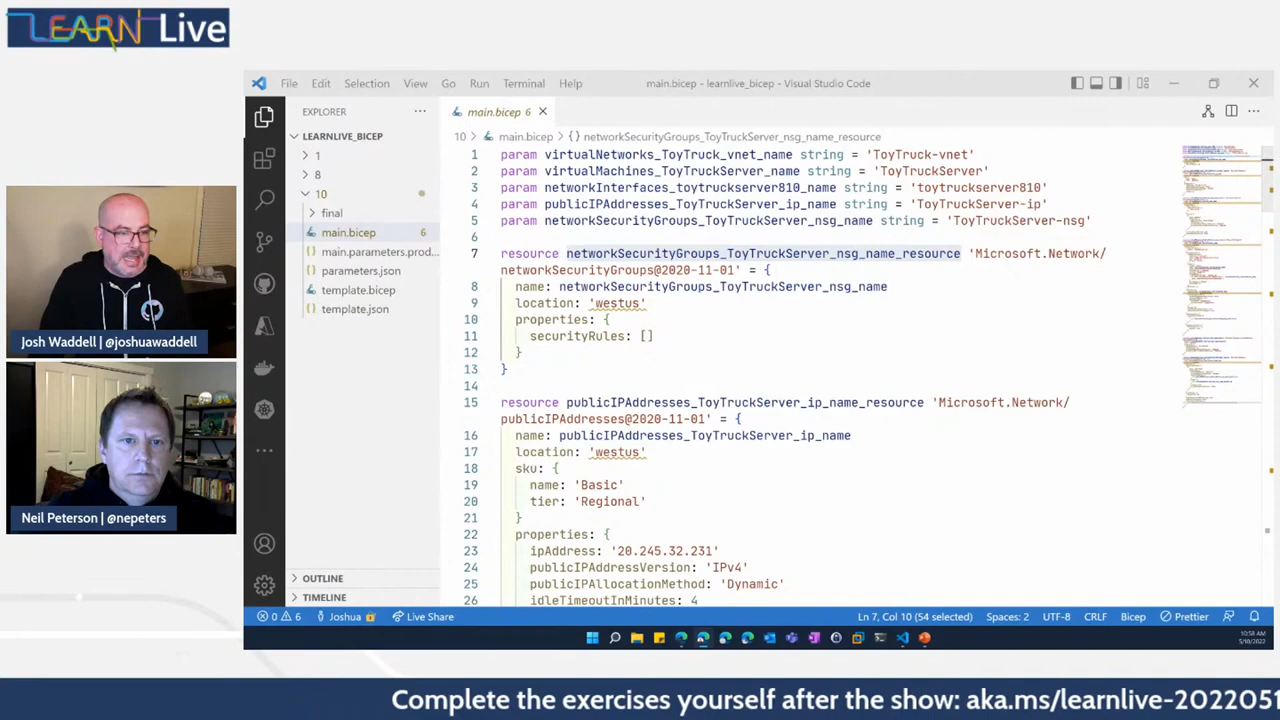 LEARN Live
File Edit Selection View Go Run Terminal Help
main.bicep - learnlive_bicep - Visual Studio Code
EXPLORER
main.bicep 6
LEARNLIVE_BICEP
10 > main.bicep > {} networkSecurityGroups_ToyTruckServer_nsg_name_resource
8
10
final
main.bicep
main.parameters.prod...
parameters.json
template.bicep
template.json
OUTLINE
TIMELINE
1 param virtualNetworks_ToyTruck_vnet_name string = 'ToyTruck-vnet'
2 param virtualMachines_ToyTruckServer_name string = 'ToyTruckServer'
3 param networkInterfaces_toytruckserver810_name string = 'toytruckserver810'
4 param publicIPAddresses_ToyTruckServer_ip_name string = 'ToyTruckServer-ip'
5 param networkSecurityGroups_ToyTruckServer_nsg_name string = 'ToyTruckServer-nsg'
6
7 resource networkSecurityGroups_ToyTruckServer_nsg_name_resource 'Microsoft.Network/
networkSecurityGroups@2020-11-01' = {
8 name: networkSecurityGroups_ToyTruckServer_nsg_name
9 location: 'westus'
10 properties: {
11 securityRules: []
12
13
14
15 resource publicIPAddresses_ToyTruckServer_ip_name_resource 'Microsoft.Network/
publicIPAddresses@2020-11-01' = {
16 name: publicIPAddresses_ToyTruckServer_ip_name
17 location: 'westus'
18 sku: {
19 name: 'Basic'
20 tier: 'Regional'
21 }
22 properties: {
23 ipAddress: '20.245.32.231'
24 publicIPAddressVersion: 'IPv4'
25 publicIPAllocationMethod: 'Dynamic'
26 idleTimeoutInMinutes: 4
0 6 Joshua Live Share
Ln 7, Col 10 (54 selected) Spaces: 2 UTF-8 CRLF Bicep Prettier
10:58 AM
5/10/2022
Josh Waddell | @joshuawaddell
Neil Peterson | @nepeters
Complete the exercises yourself after the show: aka.ms/learnlive-2022051